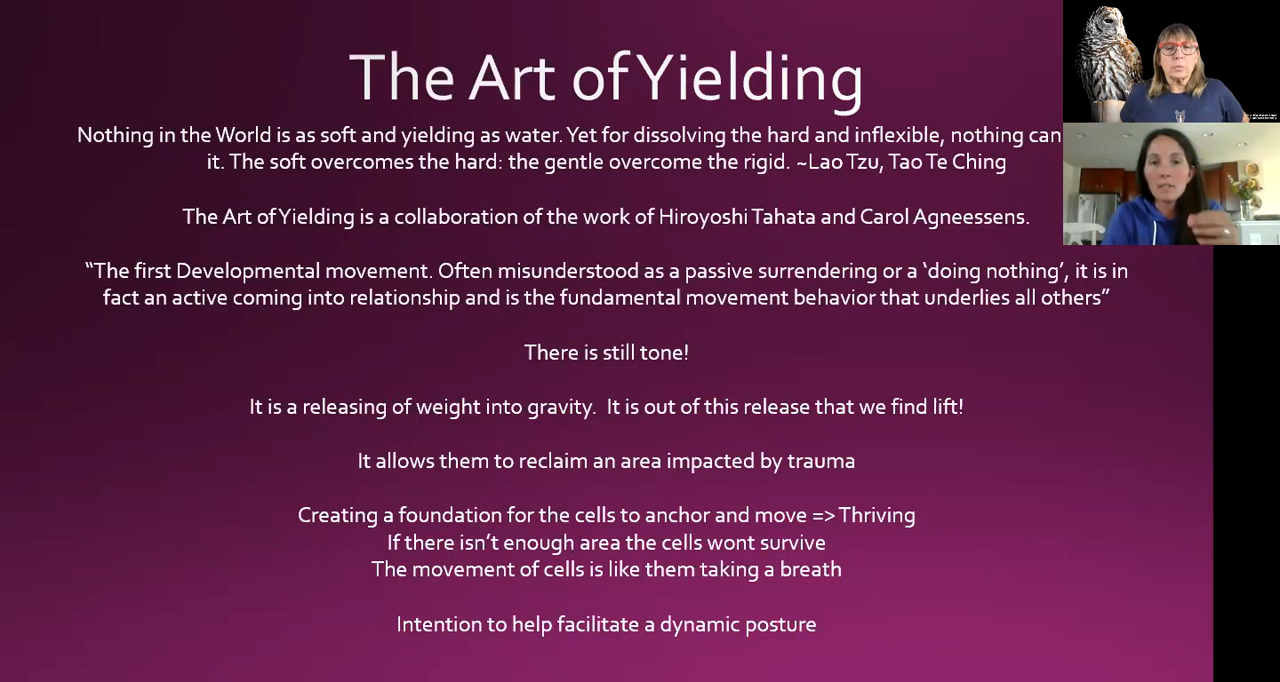 The Art of Yielding
Nothing in the World is as soft and yielding as water. Yet for dissolving the hard and inflexible, nothing can
it. The soft overcomes the hard: the gentle overcome the rigid. ~Lao Tzu, Tao Te Ching
The Art of Yielding is a collaboration of the work of Hiroyoshi Tahata and Carol Agneessens.
“The first Developmental movement. Often misunderstood as a passive surrendering or a ‘doing nothing’, it is in
fact an active coming into relationship and is the fundamental movement behavior that underlies all others”
There is still tone!
It is a releasing of weight into gravity.  It is out of this release that we find lift!
It allows them to reclaim an area impacted by trauma
Creating a foundation for the cells to anchor and move => Thriving
If there isn’t enough area the cells wont survive
The movement of cells is like them taking a breath
Intention to help facilitate a dynamic posture